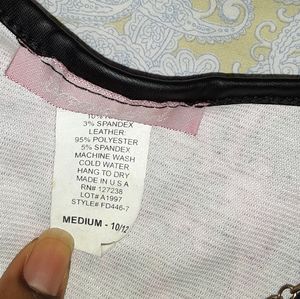 3% SPANDEX
LEATHER:
95% POLYESTER
5% SPANDEX
MACHINE WASH
COLD WATER
HANG TO DRY
MADE IN U S A
RN# 127238
LOT# A1997
STYLE# FD446-7
MEDIUM - 10/12